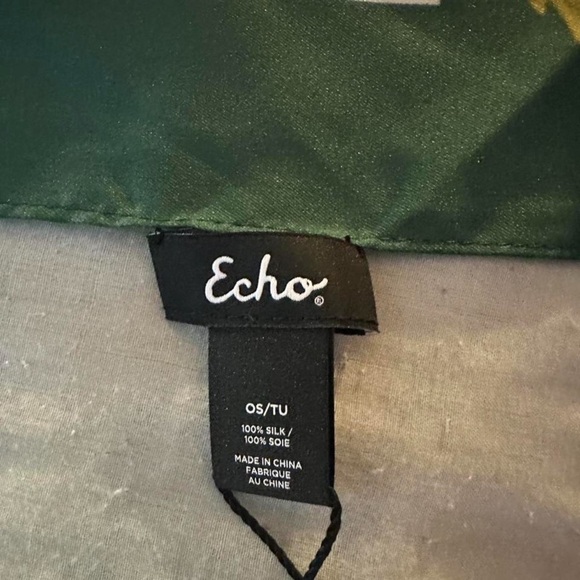 Echo®
OS/TU
100% SILK /
100% SOIE
MADE IN CHINA
FABRIQUE
AU CHINE